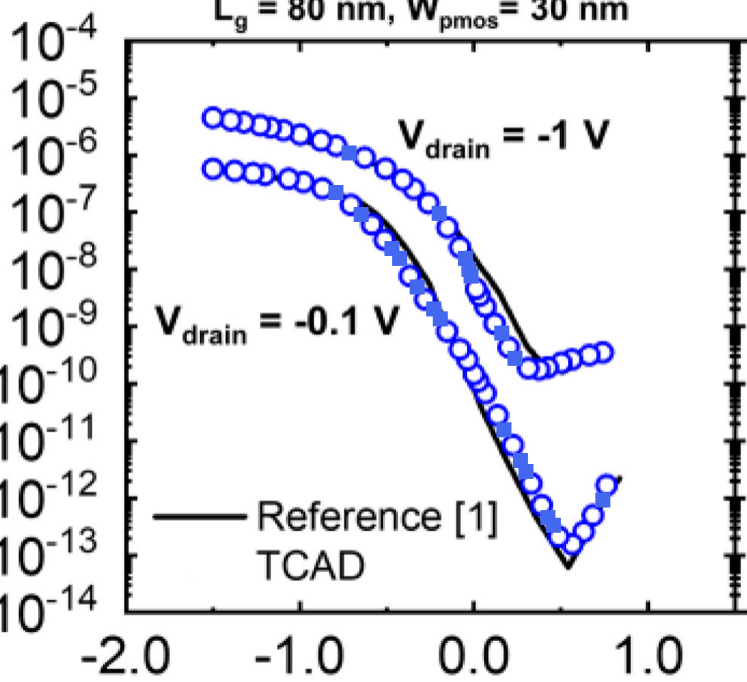 L_g = 80 nm, W_pmos= 30 nm
10^-4
10^-5
10^-6
V_drain = -1 V
10^-7
10^-8
10^-9
V_drain = -0.1 V
10^-10
10^-11
10^-12
Reference [1]
10^-13
TCAD
10^-14
-2.0 -1.0 0.0 1.0